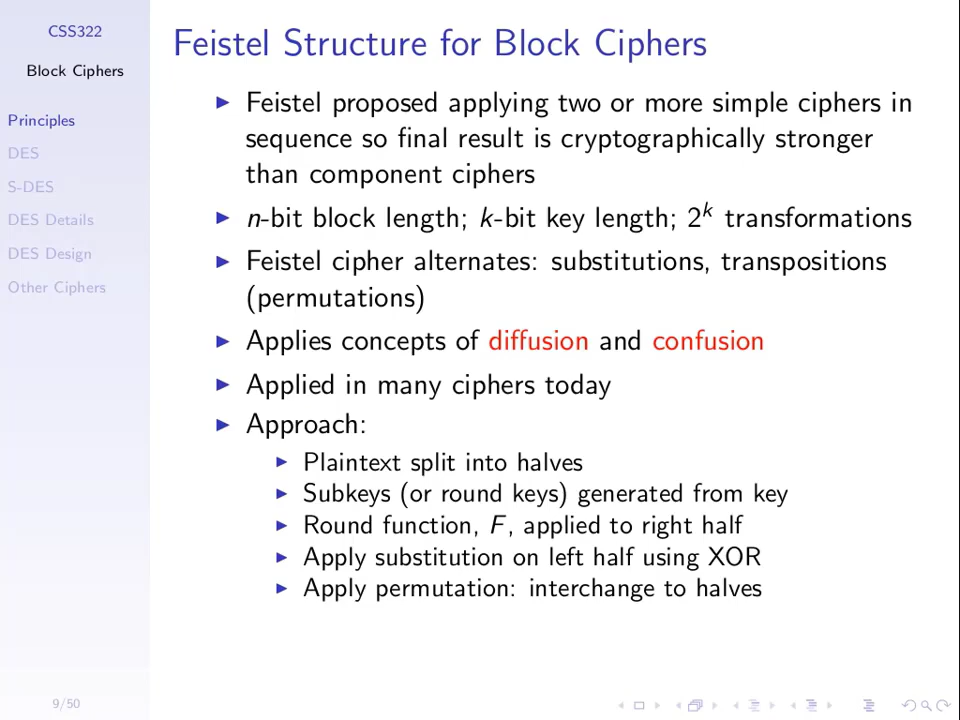 CSS322
Block Ciphers
Principles
DES
S-DES
DES Details
DES Design
Other Ciphers
9/50
Feistel Structure for Block Ciphers
Feistel proposed applying two or more simple ciphers in
sequence so final result is cryptographically stronger
than component ciphers
n-bit block length; k-bit key length; 2^k transformations
Feistel cipher alternates: substitutions, transpositions
(permutations)
Applies concepts of diffusion and confusion
Applied in many ciphers today
Approach:
Plaintext split into halves
Subkeys (or round keys) generated from key
Round function, F, applied to right half
Apply substitution on left half using XOR
Apply permutation: interchange to halves